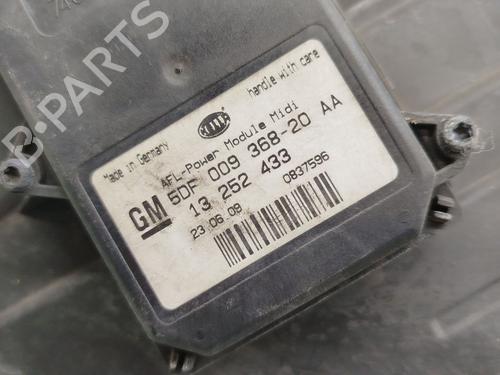 Made in Germany
HELLA
handle with care
AFL-Power Module Midi
GM
5DF 009 368-20 AA
13 252 433
23.06.09
0837596
B-PARTS